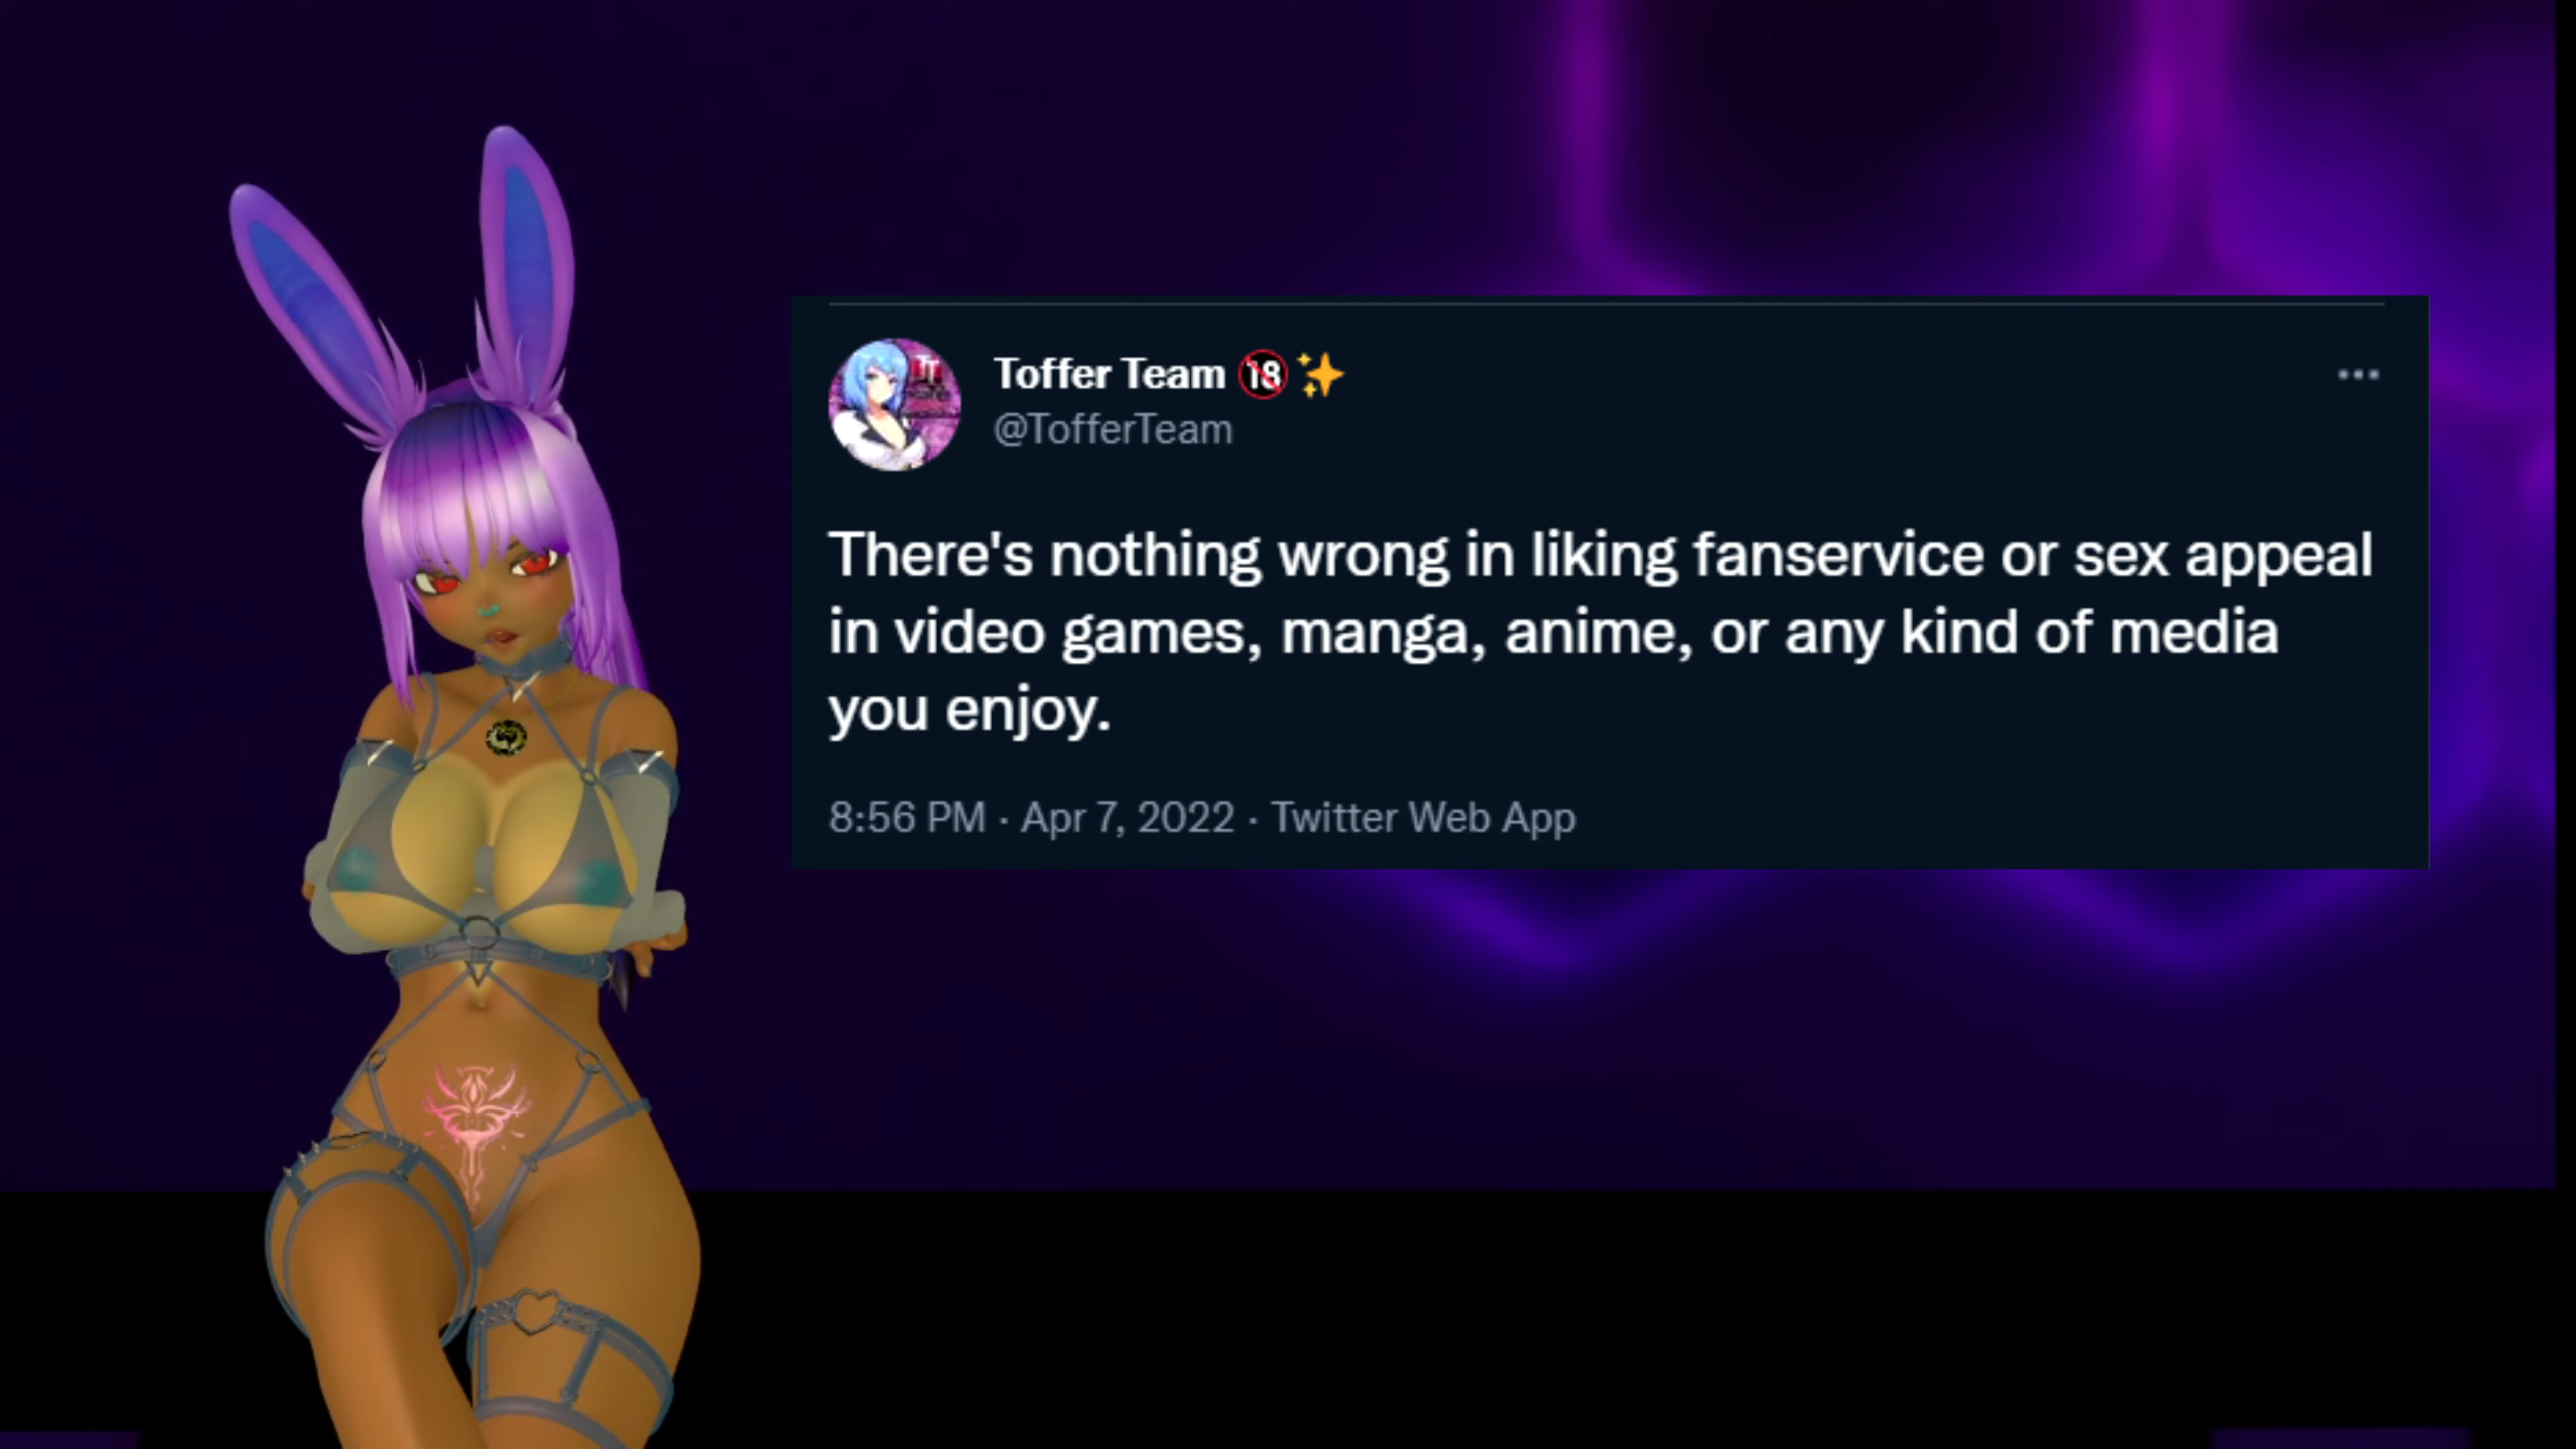 Toffer Team 🔞✨
@TofferTeam
There's nothing wrong in liking fanservice or sex appeal
in video games, manga, anime, or any kind of media
you enjoy.
8:56 PM · Apr 7, 2022 · Twitter Web App